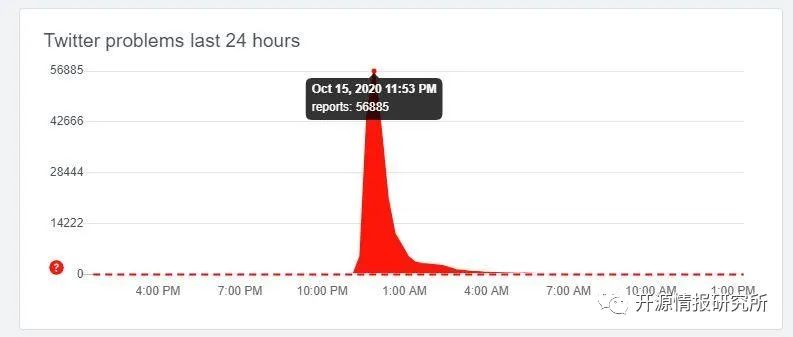 Twitter problems last 24 hours
56885
Oct 15, 2020 11:53 PM
reports: 56885
42666
28444
14222
?
0
4:00 PM 7:00 PM 10:00 PM 1:00 AM 4:00 AM 7:00 AM 10:00 AM 1:00 PM
开源情报研究所